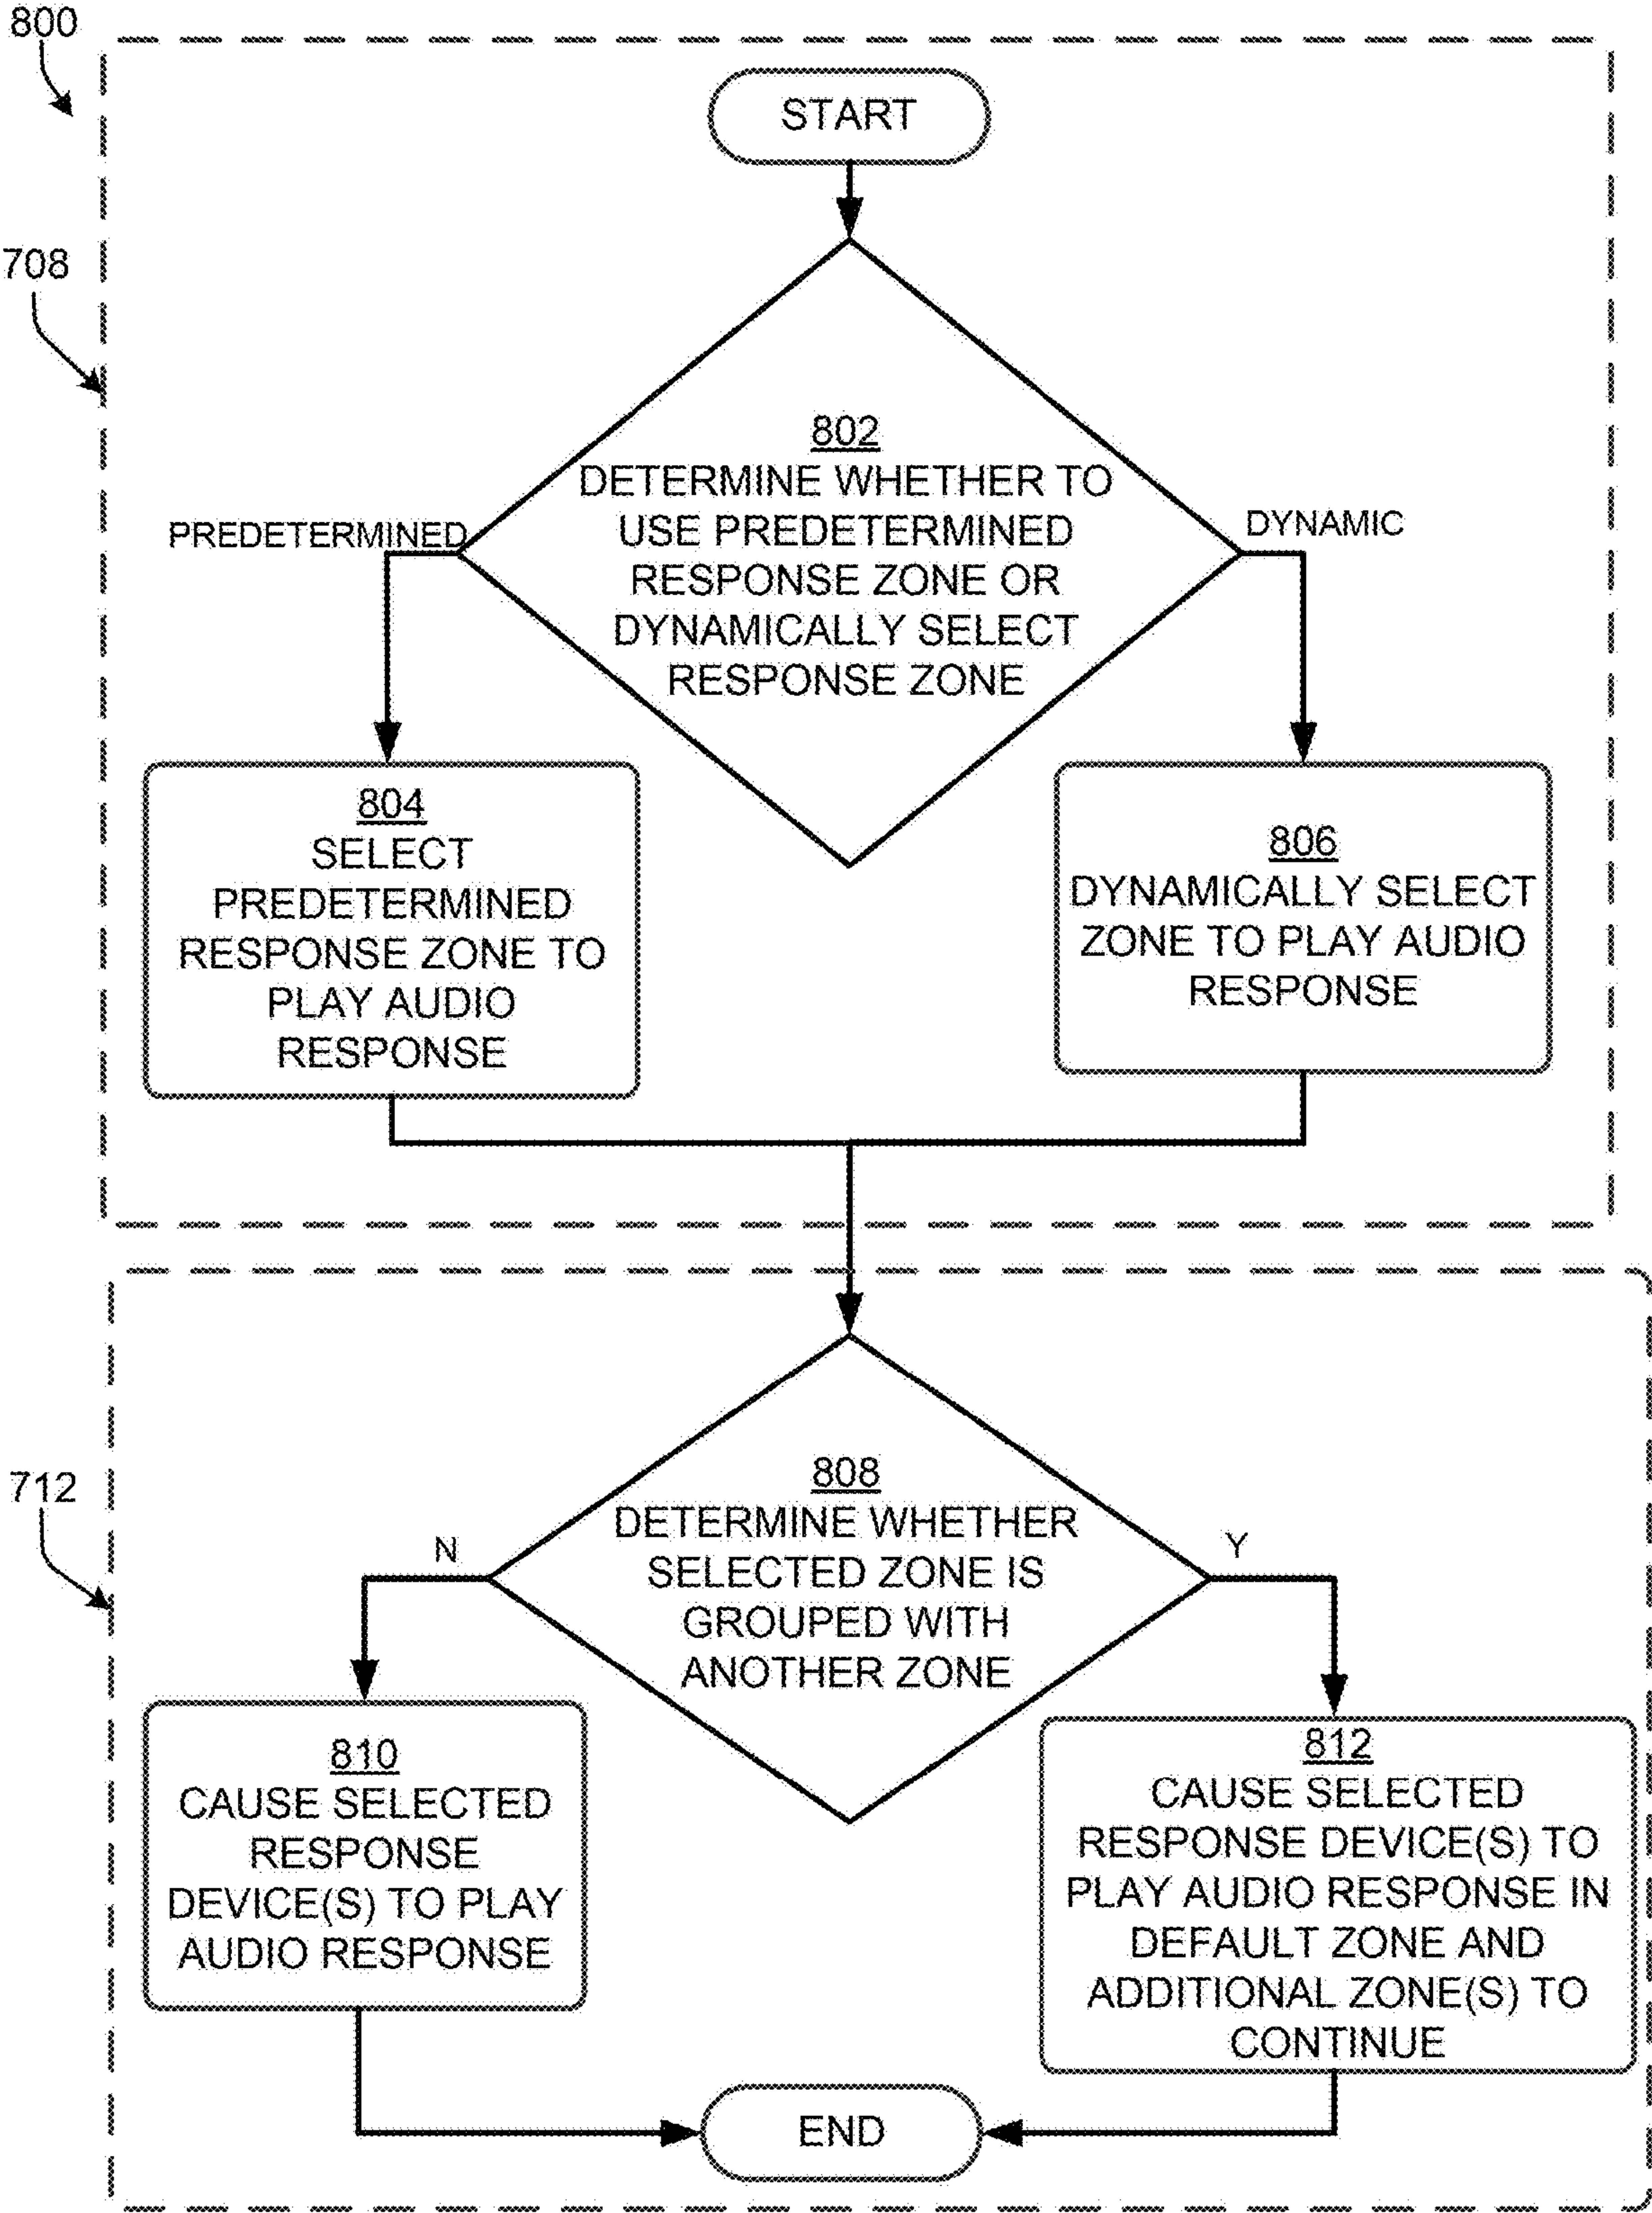 800
START
708
802
DETERMINE WHETHER TO
USE PREDETERMINED
RESPONSE ZONE OR
DYNAMICALLY SELECT
RESPONSE ZONE
PREDETERMINED
DYNAMIC
804
SELECT
PREDETERMINED
RESPONSE ZONE TO
PLAY AUDIO
RESPONSE
806
DYNAMICALLY SELECT
ZONE TO PLAY AUDIO
RESPONSE
712
808
DETERMINE WHETHER
SELECTED ZONE IS
GROUPED WITH
ANOTHER ZONE
N
Y
810
CAUSE SELECTED
RESPONSE
DEVICE(S) TO PLAY
AUDIO RESPONSE
812
CAUSE SELECTED
RESPONSE DEVICE(S) TO
PLAY AUDIO RESPONSE IN
DEFAULT ZONE AND
ADDITIONAL ZONE(S) TO
CONTINUE
END